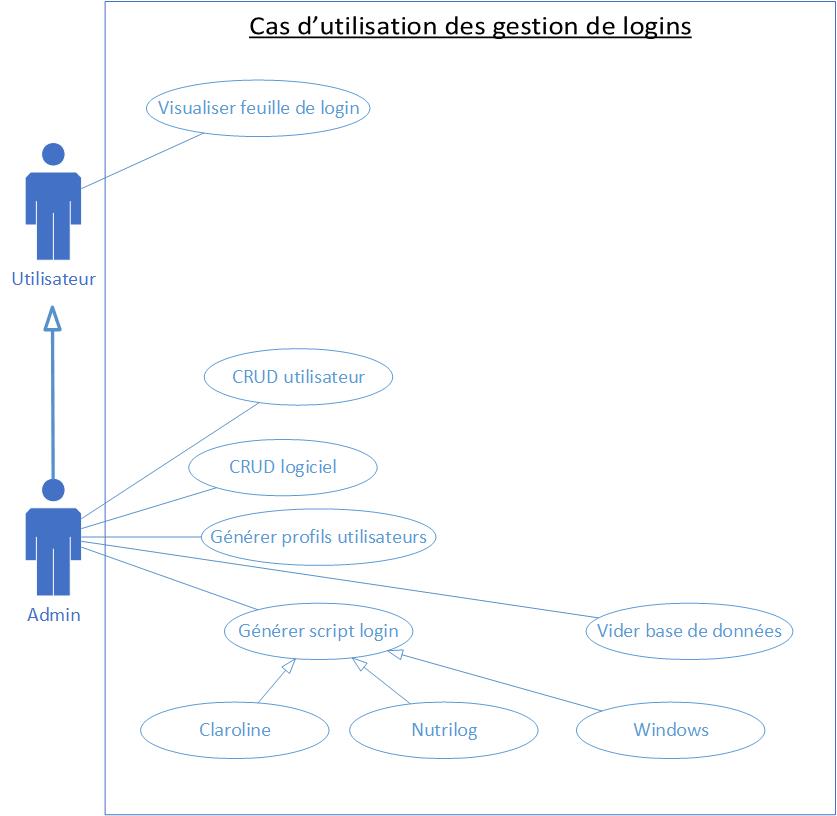 Cas d'utilisation des gestion de logins
Visualiser feuille de login
Utilisateur
CRUD utilisateur
CRUD logiciel
Générer profils utilisateurs
Admin
Générer script login
Vider base de données
Claroline
Nutrilog
Windows